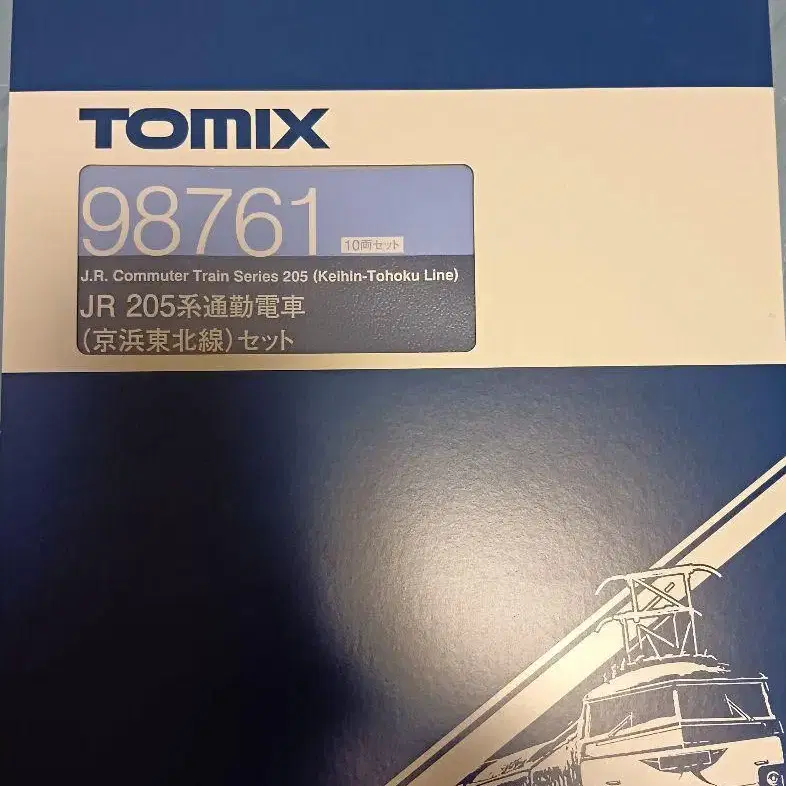 TOMIX
98761 10両セット
J.R. Commuter Train Series 205 (Keihin-Tohoku Line)
JR 205系通勤電車
(京浜東北線)セット